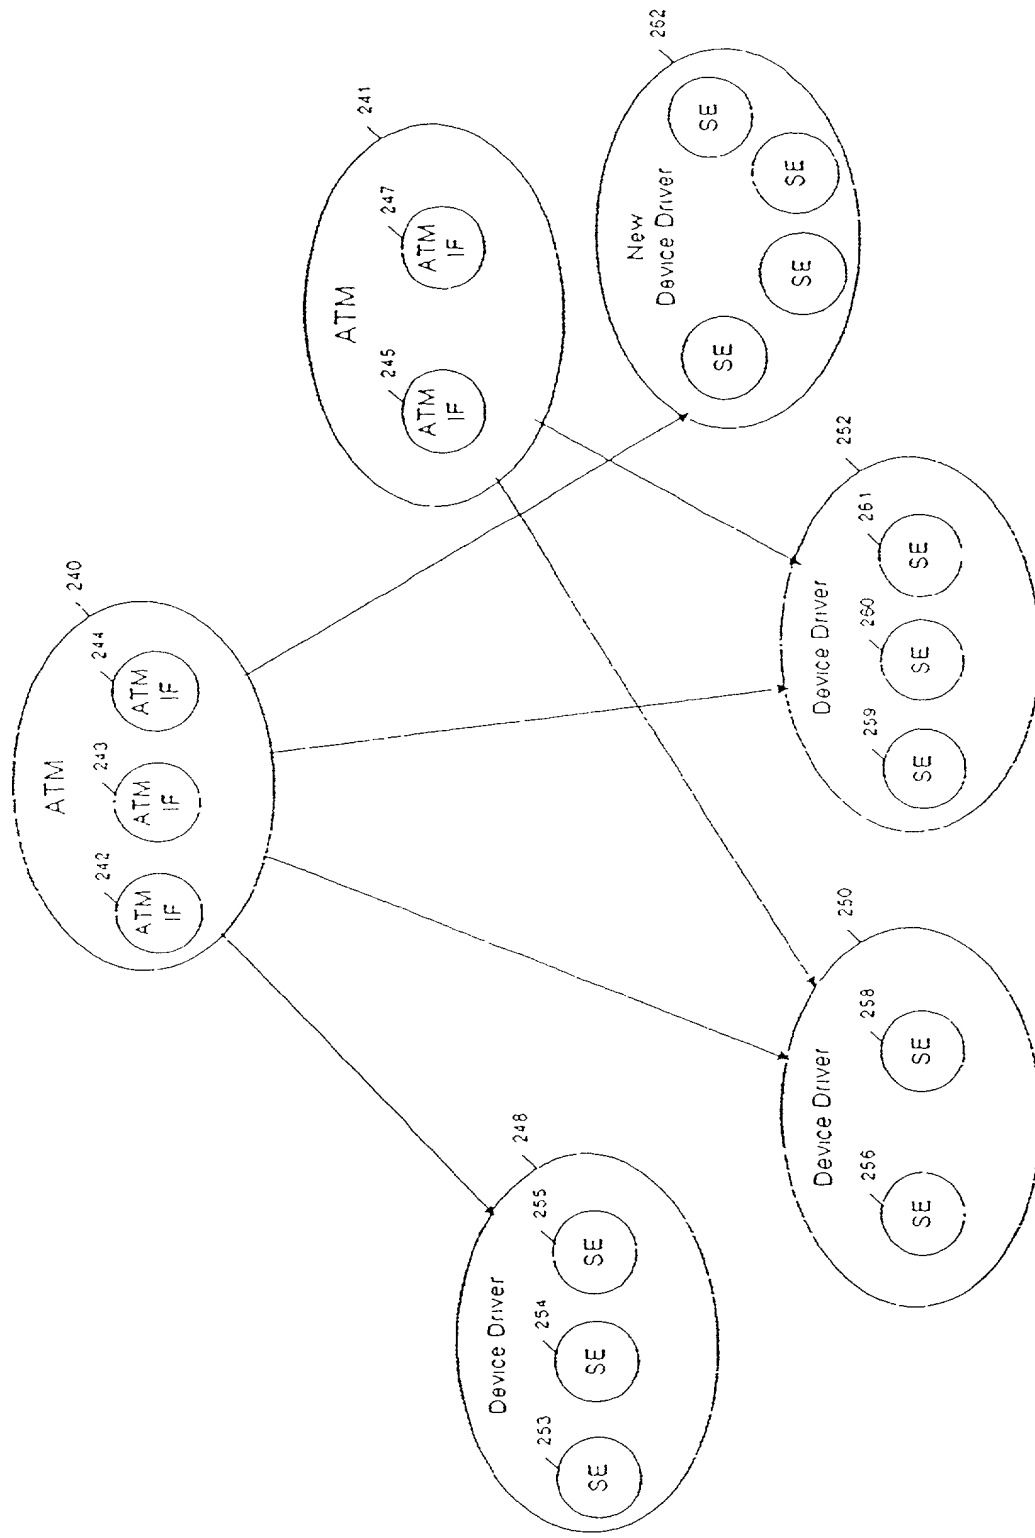 240
ATM
242
243
244
ATM
IF
ATM
IF
ATM
IF
241
ATM
245
247
ATM
IF
ATM
IF
248
Device Driver
253
254
255
SE
SE
SE
250
Device Driver
256
258
SE
SE
252
Device Driver
259
260
261
SE
SE
SE
262
New
Device Driver
SE
SE
SE
SE